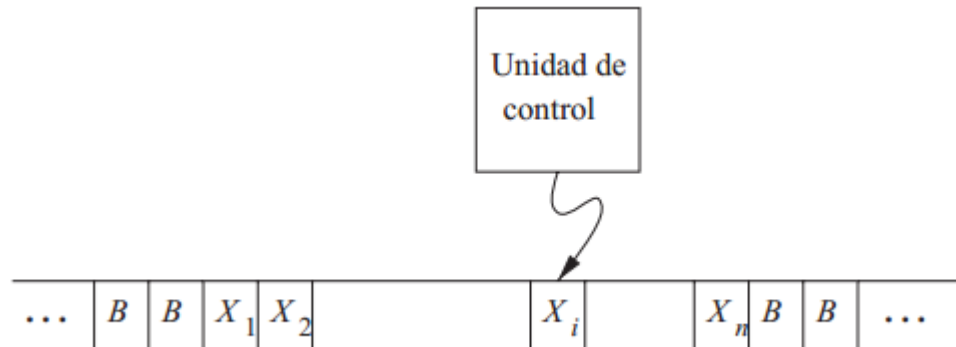 Unidad de
control
... B B X₁ X₂ Xᵢ Xₙ B B ...